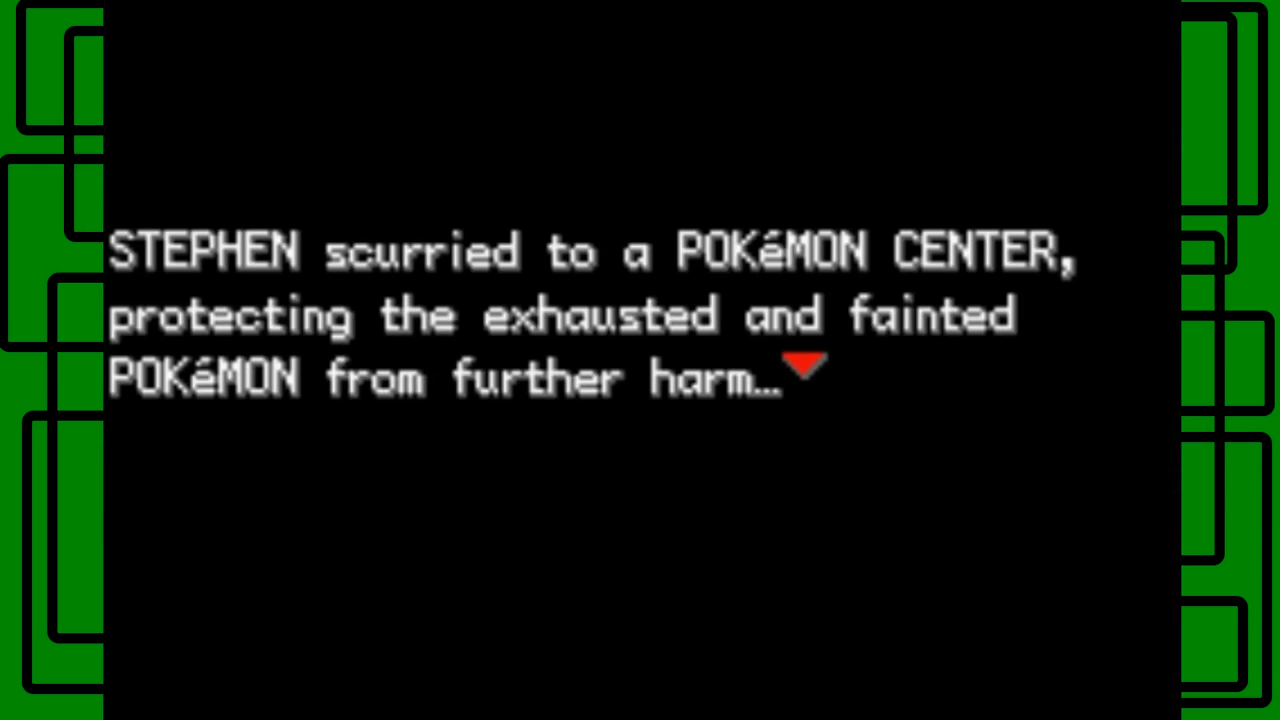 STEPHEN scurried to a POKéMON CENTER,
protecting the exhausted and fainted
POKéMON from further harm…